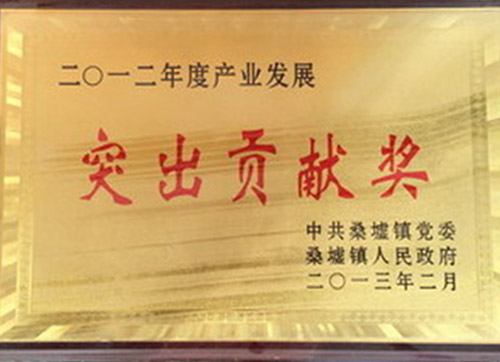 二〇一二年度产业发展
突出贡献奖
中共桑墟镇党委
桑墟镇人民政府
二〇一三年二月